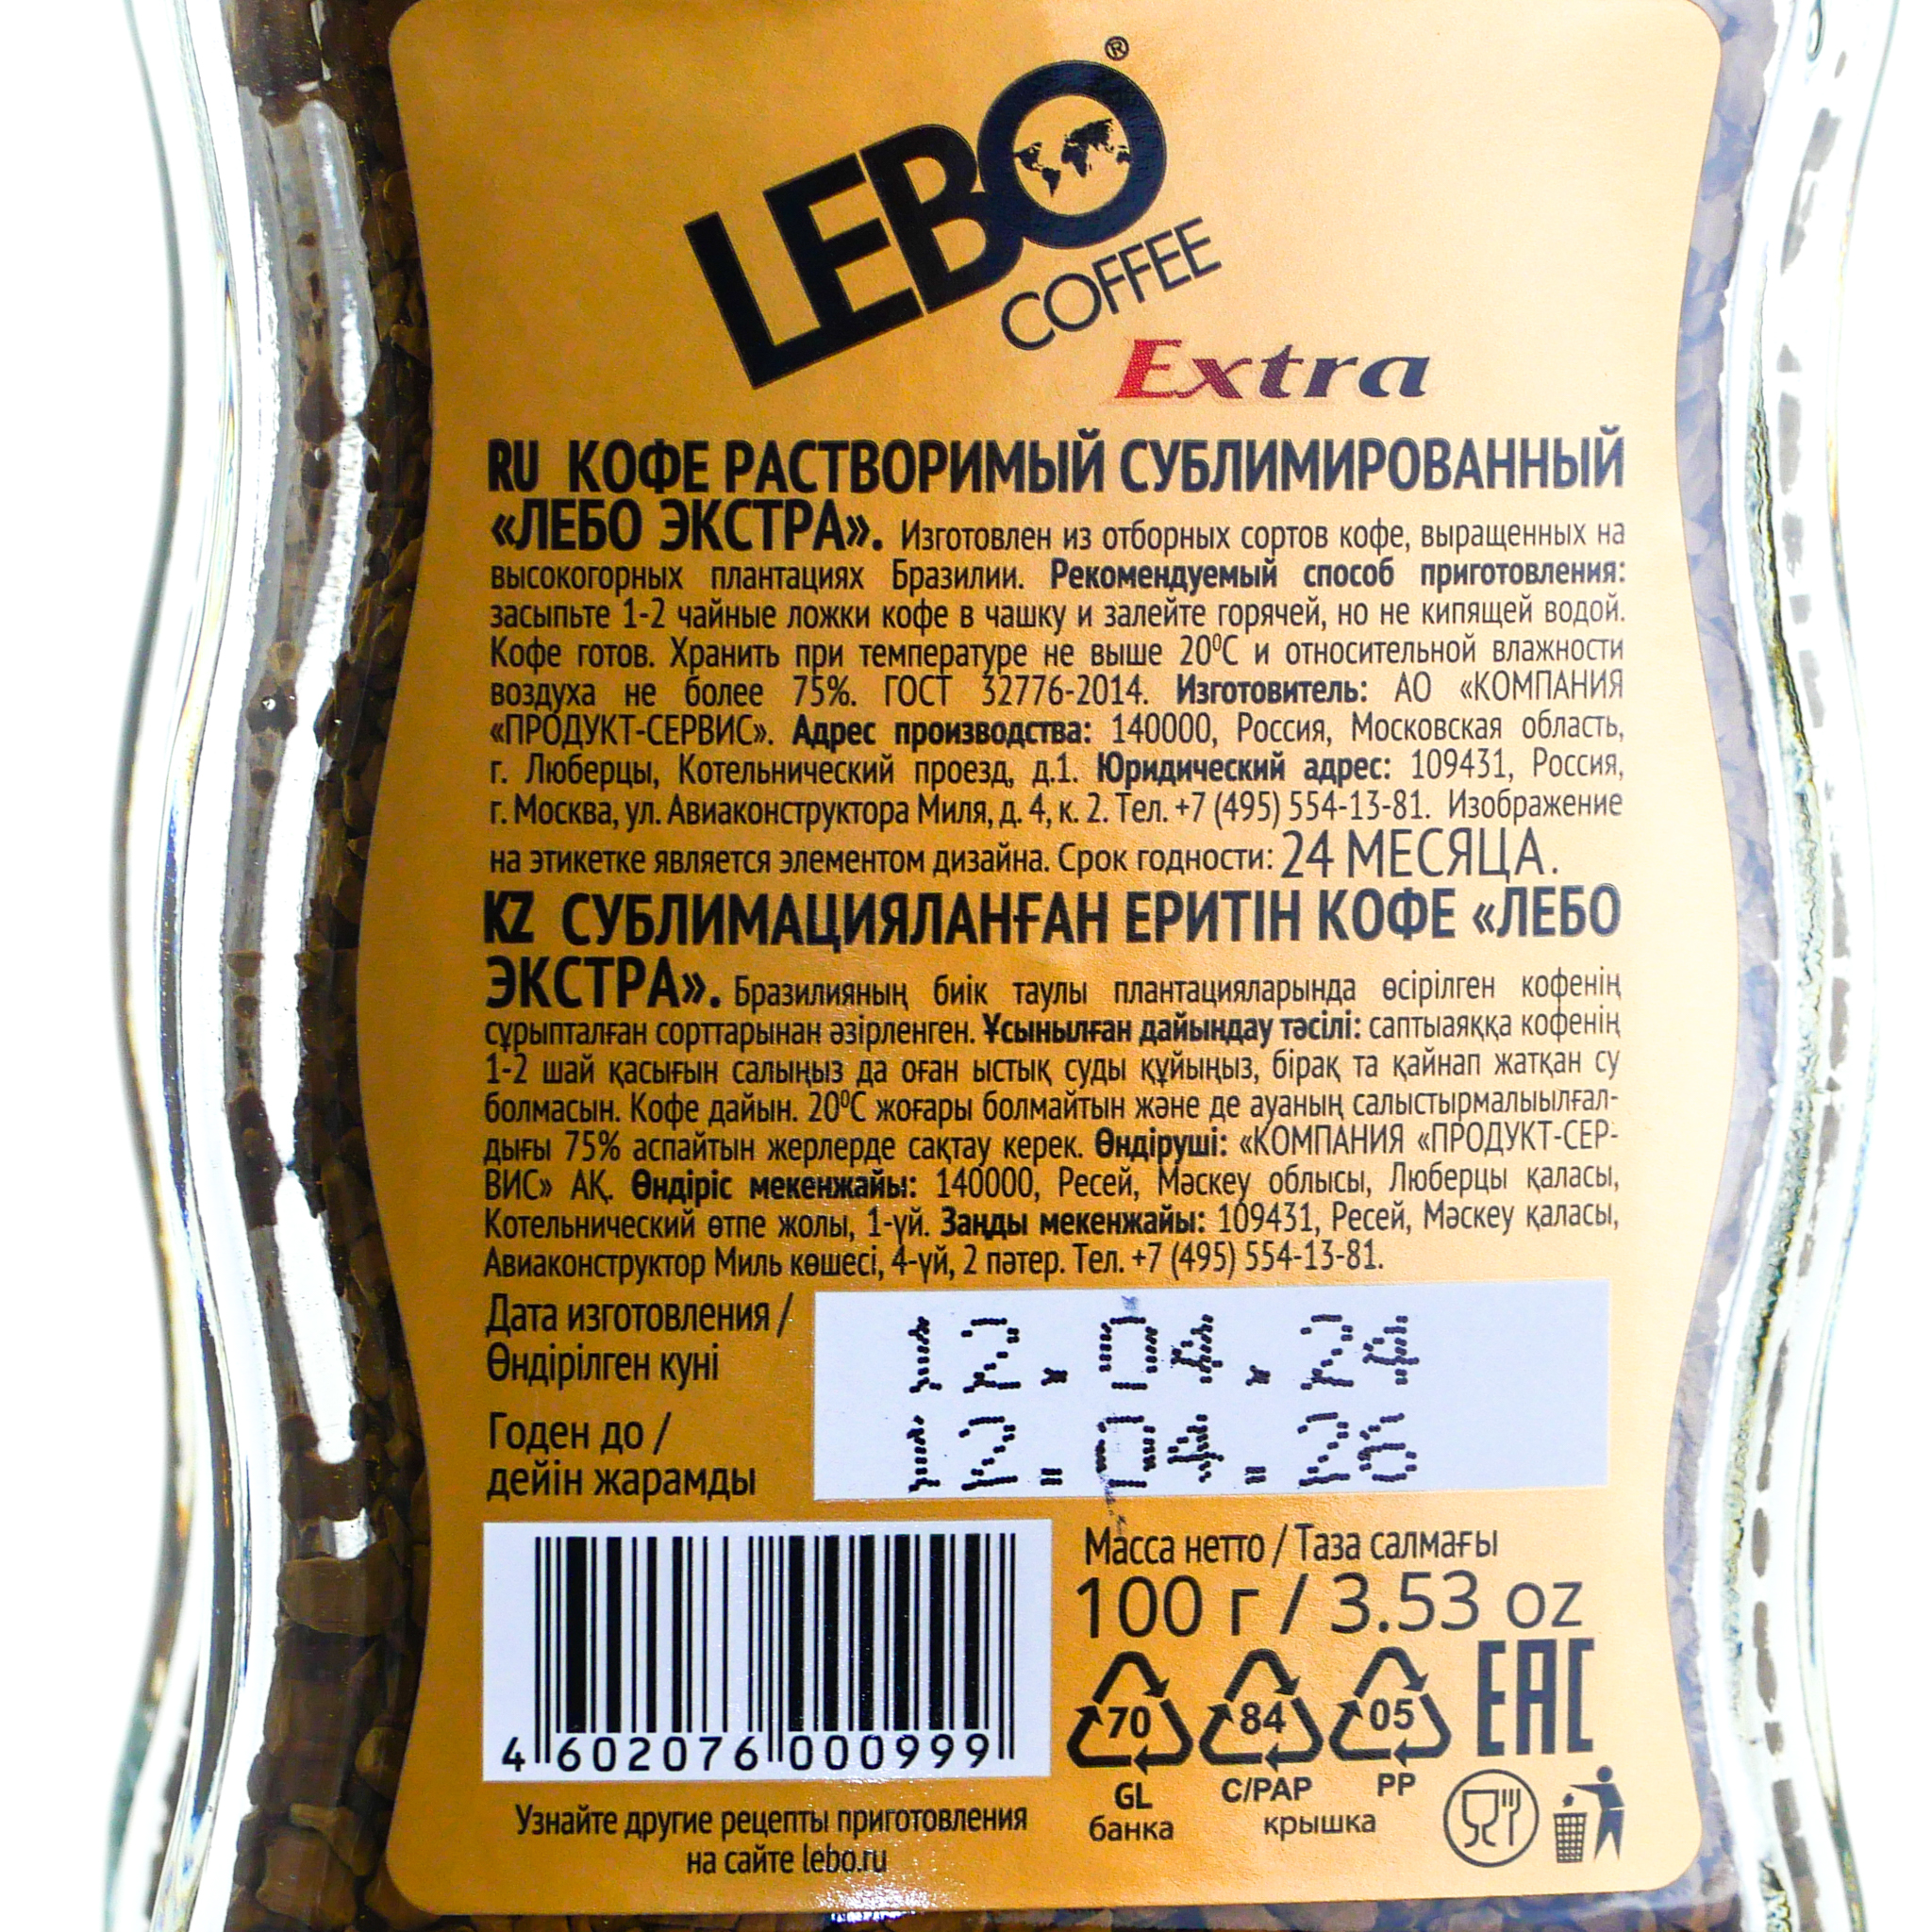 LEBO®
COFFEE
Extra
RU КОФЕ РАСТВОРИМЫЙ СУБЛИМИРОВАННЫЙ
«ЛЕБО ЭКСТРА». Изготовлен из отборных сортов кофе, выращенных на
высокогорных плантациях Бразилии. Рекомендуемый способ приготовления:
засыпьте 1-2 чайные ложки кофе в чашку и залейте горячей, но не кипящей водой.
Кофе готов. Хранить при температуре не выше 20⁰С и относительной влажности
воздуха не более 75%. ГОСТ 32776-2014. Изготовитель: АО «КОМПАНИЯ
«ПРОДУКТ-СЕРВИС». Адрес производства: 140000, Россия, Московская область,
г. Люберцы, Котельнический проезд, д.1. Юридический адрес: 109431, Россия,
г. Москва, ул. Авиаконструктора Миля, д. 4, к. 2. Тел. +7 (495) 554-13-81. Изображение
на этикетке является элементом дизайна. Срок годности: 24 МЕСЯЦА.
KZ СУБЛИМАЦИЯЛАНҒАН ЕРИТІН КОФЕ «ЛЕБО
ЭКСТРА». Бразилияның биік таулы плантацияларында өсірілген кофенің
сұрыпталған сорттарынан әзірленген. Ұсынылған дайындау тәсілі: саптыаяққа кофенің
1-2 шай қасығын салыңыз да оған ыстық суды құйыңыз, бірақ та қайнап жатқан су
болмасын. Кофе дайын. 20⁰С жоғары болмайтын және де ауаның салыстырмалыылғал-
дығы 75% аспайтын жерлерде сақтау керек. Өндіруші: «КОМПАНИЯ «ПРОДУКТ-СЕР-
ВИС» АҚ. Өндіріс мекенжайы: 140000, Ресей, Мәскеу облысы, Люберцы қаласы,
Котельнический өтпе жолы, 1-үй. Заңды мекенжайы: 109431, Ресей, Мәскеу қаласы,
Авиаконструктор Миль көшесі, 4-үй, 2 пәтер. Тел. +7 (495) 554-13-81.
Дата изготовления /
Өндірілген күні
12.04.24
Годен до /
дейін жарамды
12.04.26
Масса нетто / Таза салмағы
100 г / 3.53 oz
4 602076 000999
70 84 05 EAC
GL C/PAP PP
банка крышка
Узнайте другие рецепты приготовления
на сайте lebo.ru